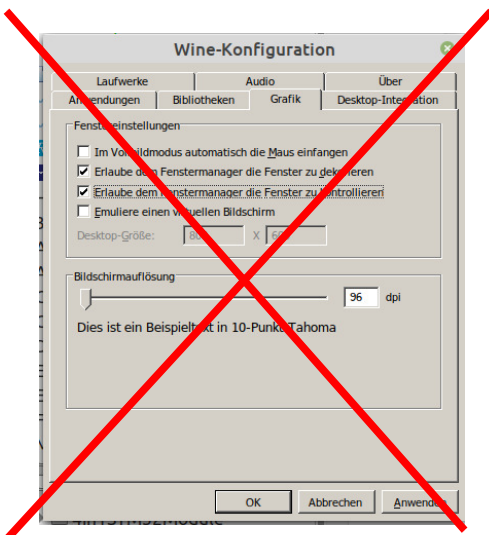 Wine-Konfiguration
Laufwerke Audio Über
Anwendungen Bibliotheken Grafik Desktop-Integration
Fenstereinstellungen
Im Vollbildmodus automatisch die Maus einfangen
Erlaube dem Fenstermanager die Fenster zu dekorieren
Erlaube dem Fenstermanager die Fenster zu kontrollieren
Emuliere einen virtuellen Bildschirm
Desktop-Größe: X
Bildschirmauflösung
96 dpi
Dies ist ein Beispieltext in 10-Punkt Tahoma
OK Abbrechen Anwenden